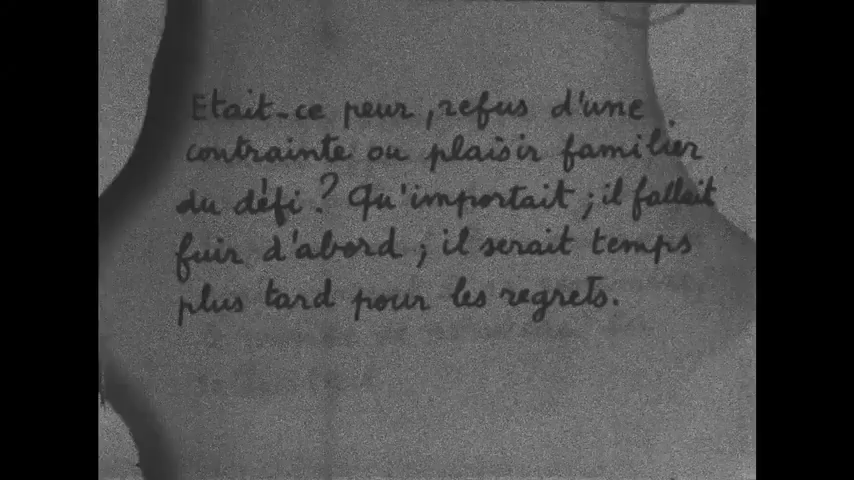 Etait-ce peur, refus d'une
contrainte ou plaisir familier
du défi ? Qu'importait ; il fallait
fuir d'abord ; il serait temps
plus tard pour les regrets.